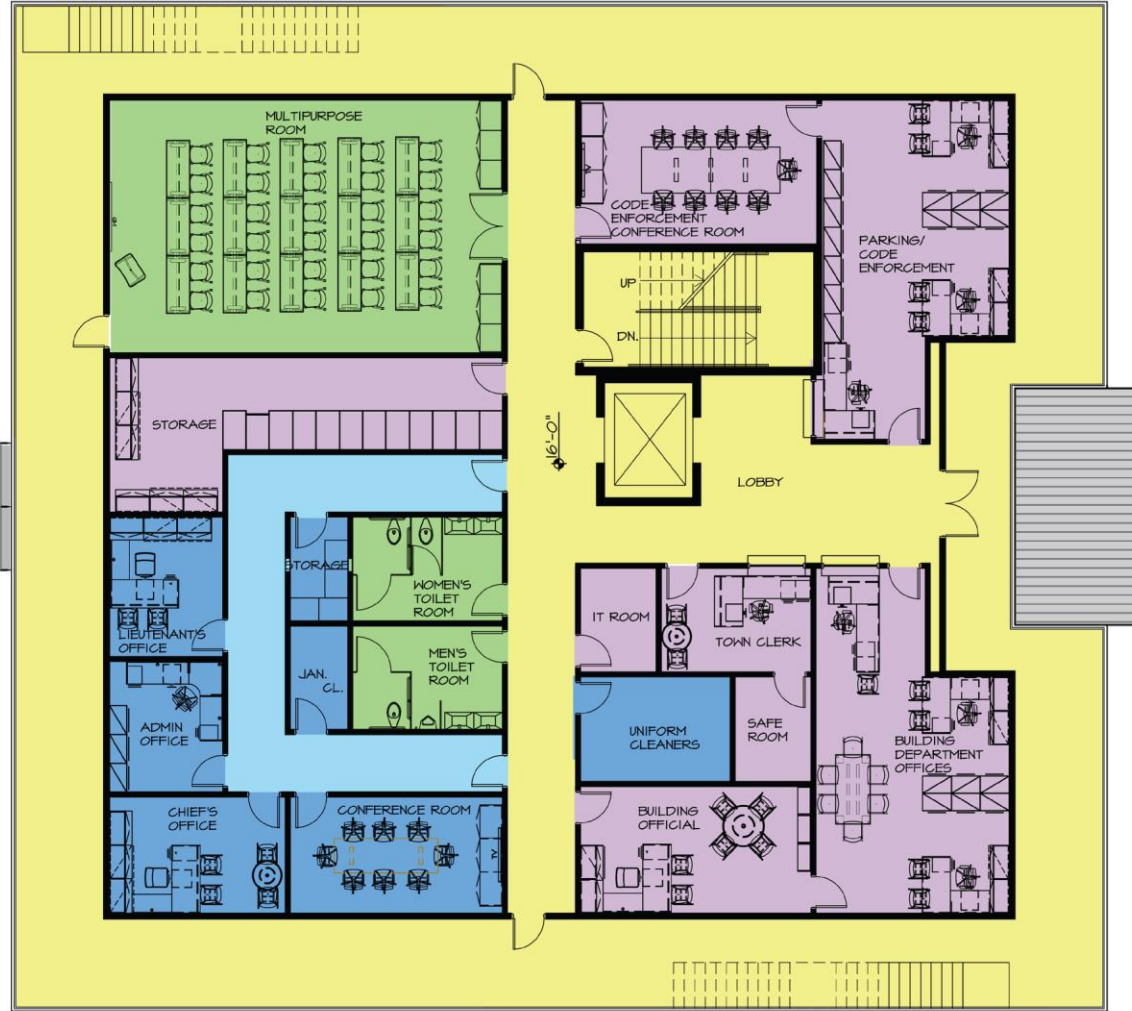 MULTIPURPOSE
ROOM
CODE
ENFORCEMENT
CONFERENCE ROOM
PARKING/
CODE
ENFORCEMENT
UP
DN.
STORAGE
16'-0"
LOBBY
STORAGE
WOMEN'S
TOILET
ROOM
LIEUTENANT'S
OFFICE
IT ROOM
TOWN CLERK
MEN'S
TOILET
ROOM
JAN.
CL.
ADMIN
OFFICE
UNIFORM
CLEANERS
SAFE
ROOM
BUILDING
DEPARTMENT
OFFICES
CHIEF'S
OFFICE
CONFERENCE ROOM
TV
BUILDING
OFFICIAL